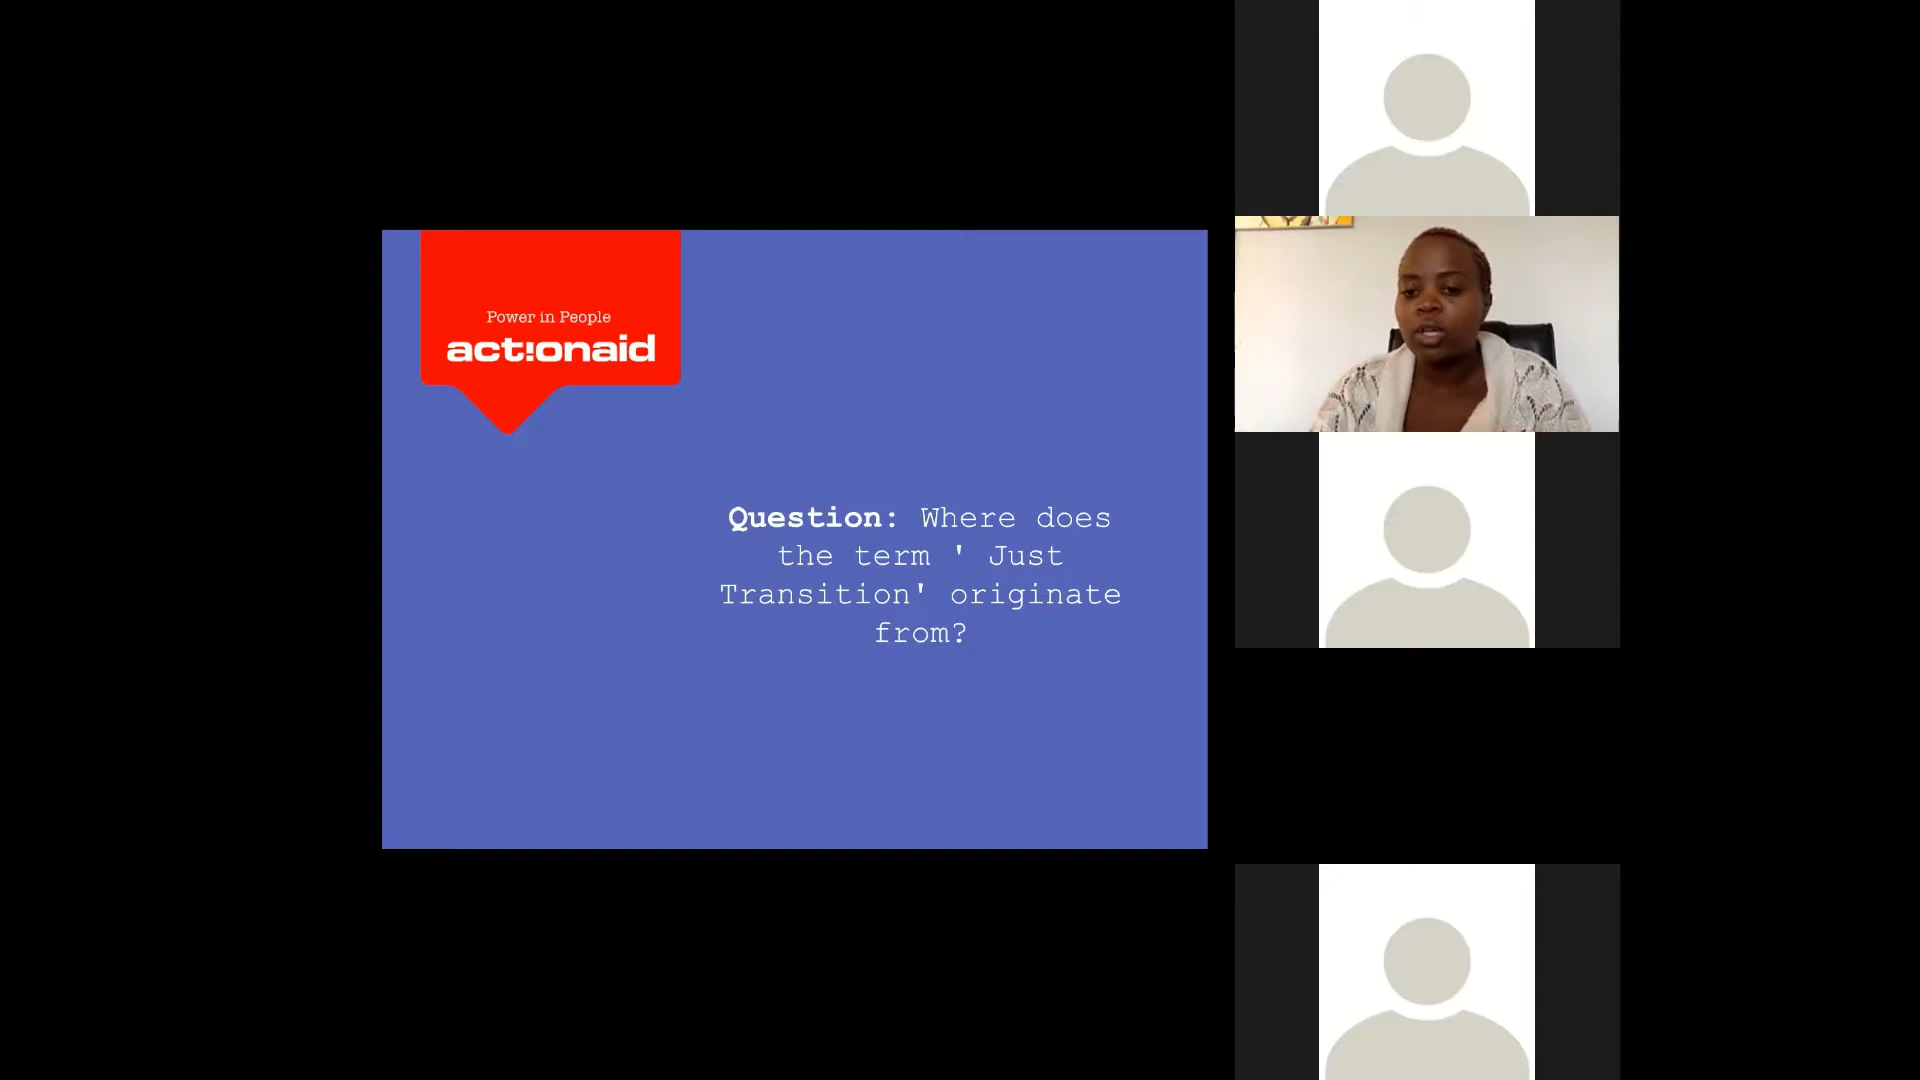 Power in People
act!onaid
Question: Where does
the term ' Just
Transition' originate
from?